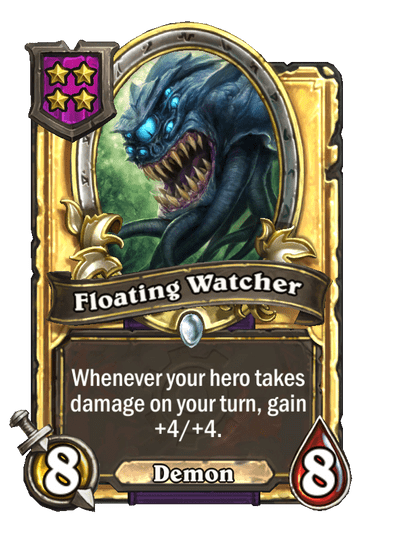 Floating Watcher
Whenever your hero takes
damage on your turn, gain
+4/+4.
8
Demon
8